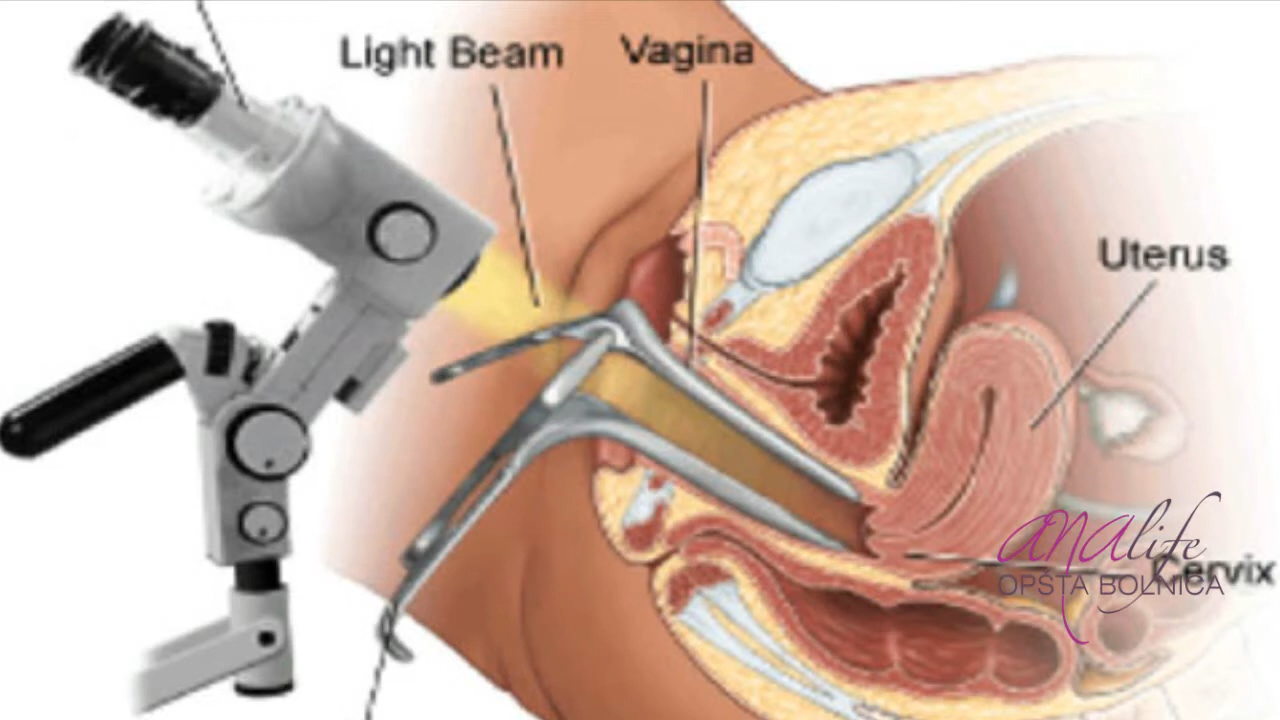 Light Beam
Vagina
Uterus
Cervix
analife
OPŠTA BOLNICA